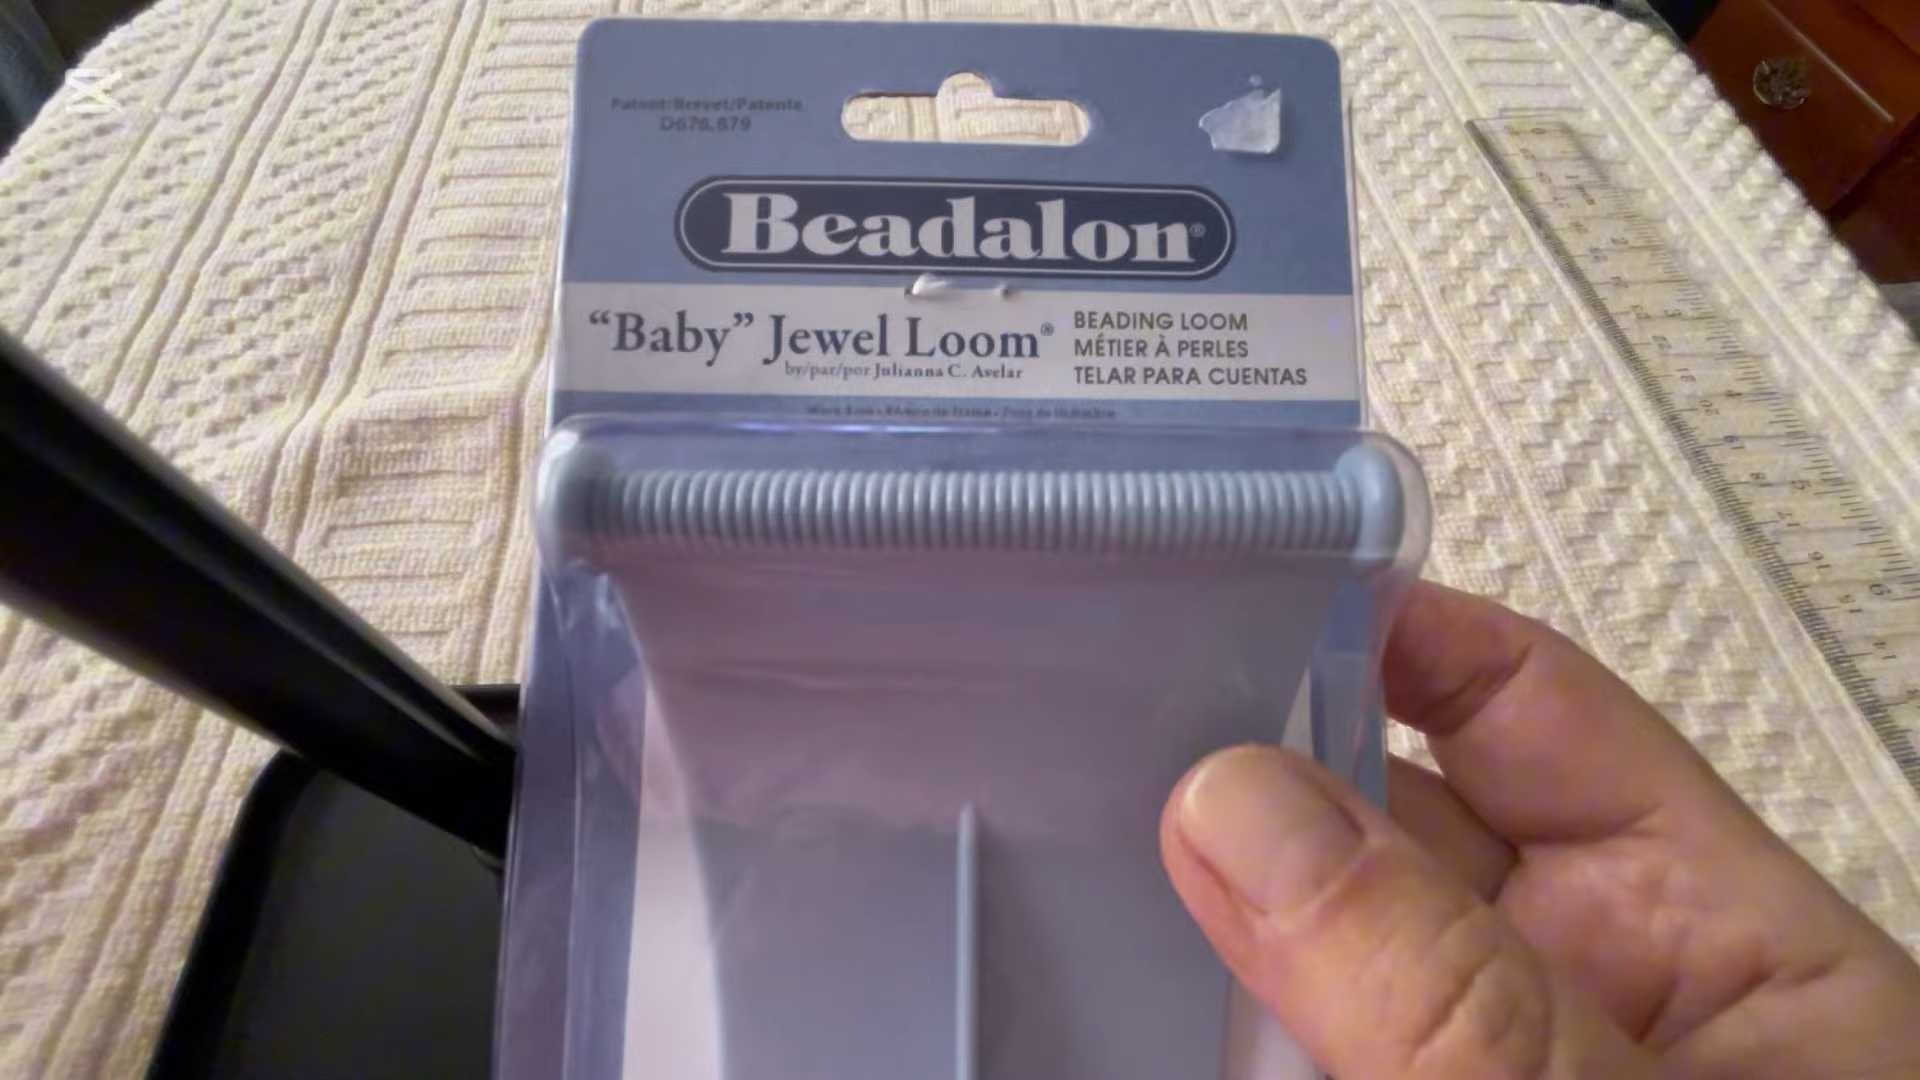 Patent/Brevet/Patente
D676,879
Beadalon®
“Baby” Jewel Loom®
by/par/por Julianna C. Avelar
BEADING LOOM
MÉTIER À PERLES
TELAR PARA CUENTAS